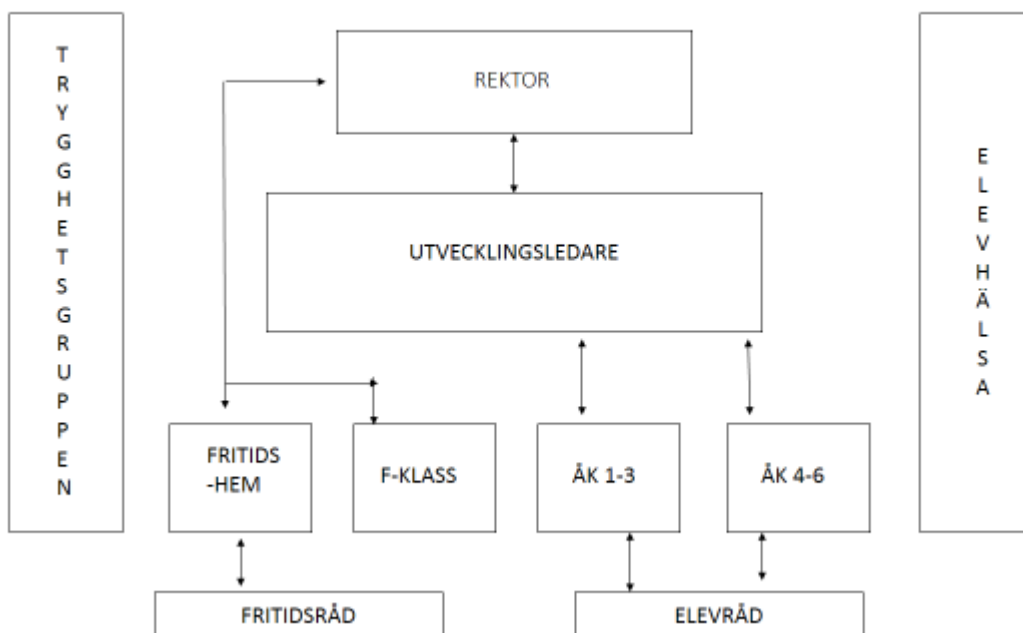 TRYGGHETSGRUPPEN
REKTOR
UTVECKLINGSLEDARE
FRITIDS
-HEM
F-KLASS
ÅK 1-3
ÅK 4-6
FRITIDSRÅD
ELEVRÅD
ELEVHÄLSA